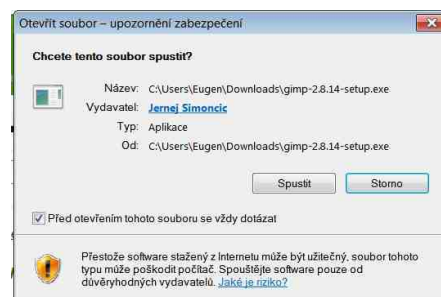 Otevřít soubor – upozornění zabezpečení
Chcete tento soubor spustit?
Název: C:\Users\Eugen\Downloads\gimp-2.8.14-setup.exe
Vydavatel: Jernej Simoncic
Typ: Aplikace
Od: C:\Users\Eugen\Downloads\gimp-2.8.14-setup.exe
Spustit Storno
Před otevřením tohoto souboru se vždy dotázat
Přestože software stažený z Internetu může být užitečný, soubor tohoto
typu může poškodit počítač. Spouštějte software pouze od
důvěryhodných vydavatelů. Jaké je riziko?